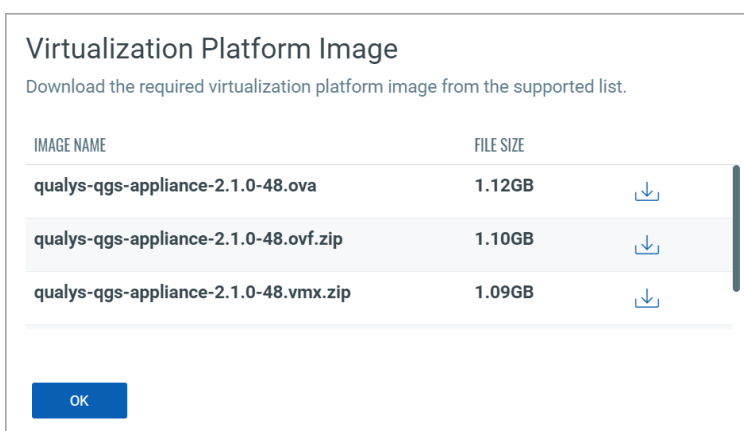 Virtualization Platform Image
Download the required virtualization platform image from the supported list.
IMAGE NAME FILE SIZE
qualys-qgs-appliance-2.1.0-48.ova 1.12GB
qualys-qgs-appliance-2.1.0-48.ovf.zip 1.10GB
qualys-qgs-appliance-2.1.0-48.vmx.zip 1.09GB
OK